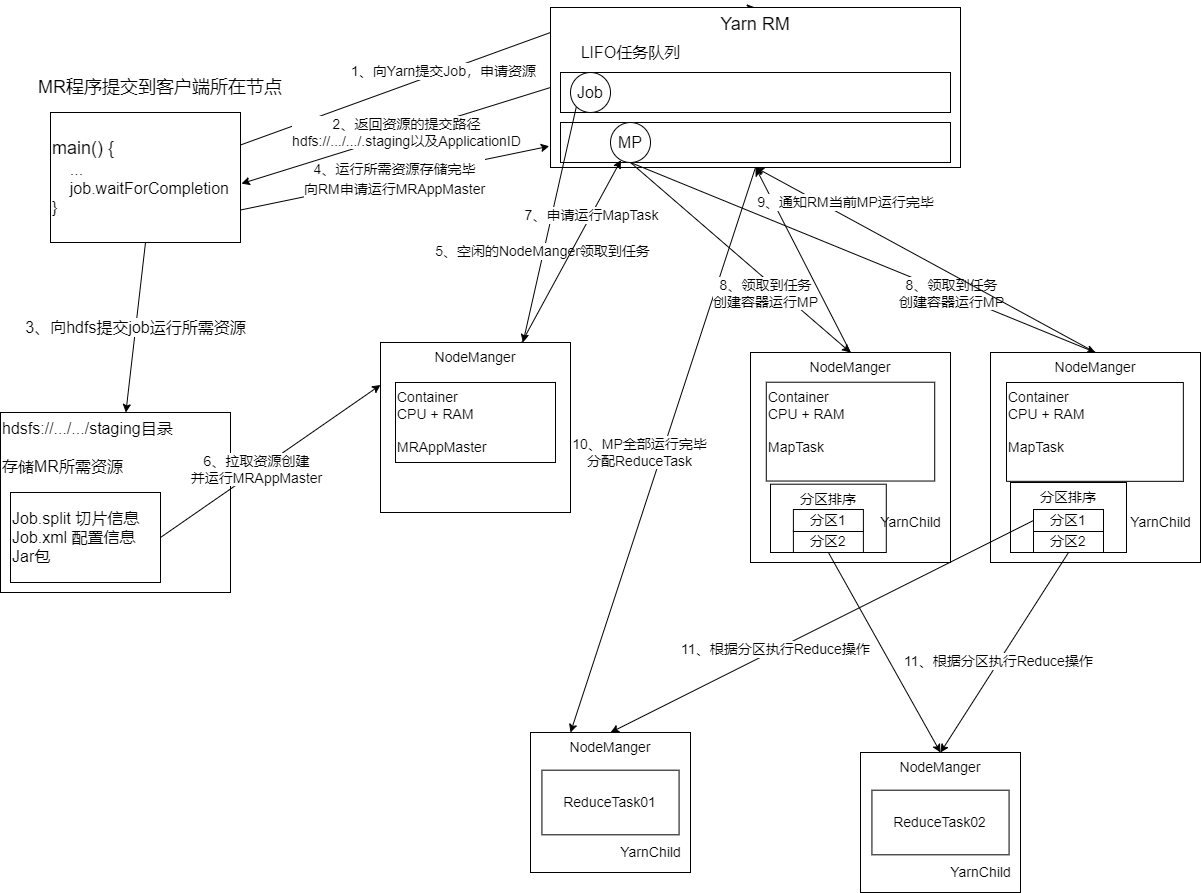 Yarn RM
LIFO任务队列
Job
MP
MR程序提交到客户端所在节点
main() {
...
job.waitForCompletion
}
1、向Yarn提交Job，申请资源
2、返回资源的提交路径
hdfs://.../.../.staging以及ApplicationID
4、运行所需资源存储完毕
向RM申请运行MRAppMaster
7、申请运行MapTask
5、空闲的NodeManger领取到任务
9、通知RM当前MP运行完毕
8、领取到任务
创建容器运行MP
8、领取到任务
创建容器运行MP
3、向hdfs提交job运行所需资源
hdsfs://.../.../staging目录
存储MR所需资源
Job.split 切片信息
Job.xml 配置信息
Jar包
6、拉取资源创建
并运行MRAppMaster
NodeManger
Container
CPU + RAM
MRAppMaster
10、MP全部运行完毕
分配ReduceTask
NodeManger
Container
CPU + RAM
MapTask
分区排序
分区1
分区2
YarnChild
NodeManger
Container
CPU + RAM
MapTask
分区排序
分区1
分区2
YarnChild
11、根据分区执行Reduce操作
11、根据分区执行Reduce操作
NodeManger
ReduceTask01
YarnChild
NodeManger
ReduceTask02
YarnChild